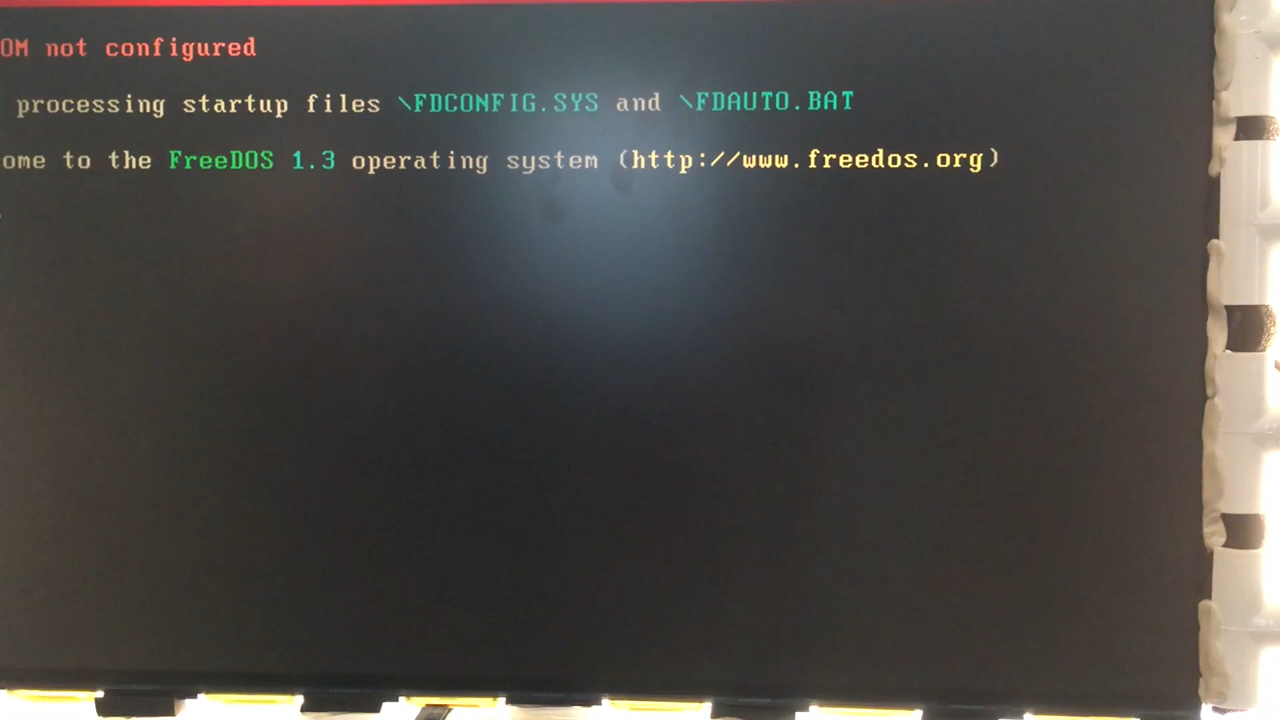 OM not configured
processing startup files \FDCONFIG.SYS and \FDAUTO.BAT
ome to the FreeDOS 1.3 operating system (http://www.freedos.org)